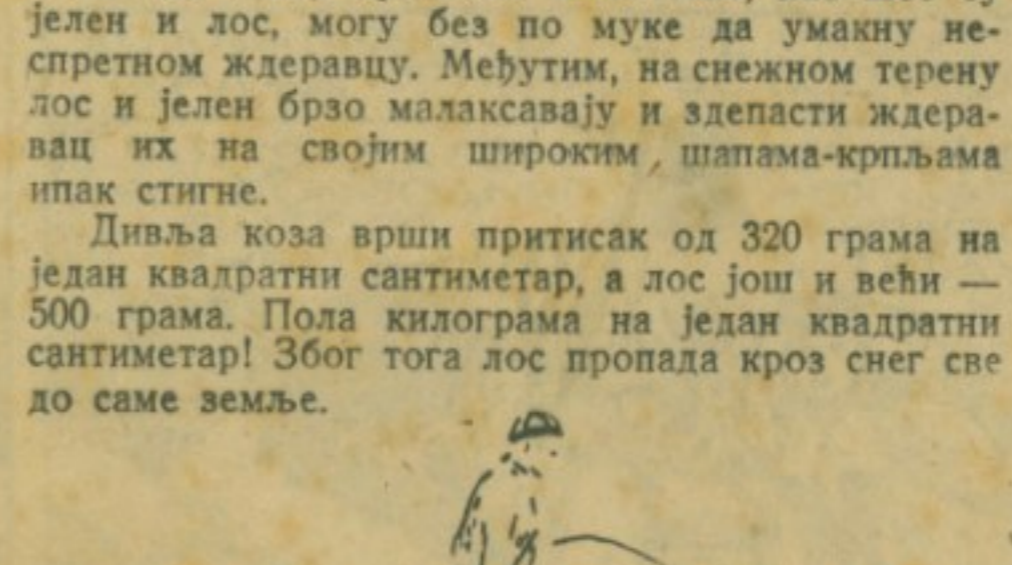 јелен и лос, могу без по муке да умакну не-
спретном ждеравцу. Међутим, на снежном терену
лос и јелен брзо малаксавају и здепасти ждера-
вац их на својим широким шапама-крпљама
ипак стигне.
Дивља коза врши притисак од 320 грама на
један квадратни сантиметар, а лос још и већи —
500 грама. Пола килограма на један квадратни
сантиметар! Због тога лос пропада кроз снег све
до саме земље.